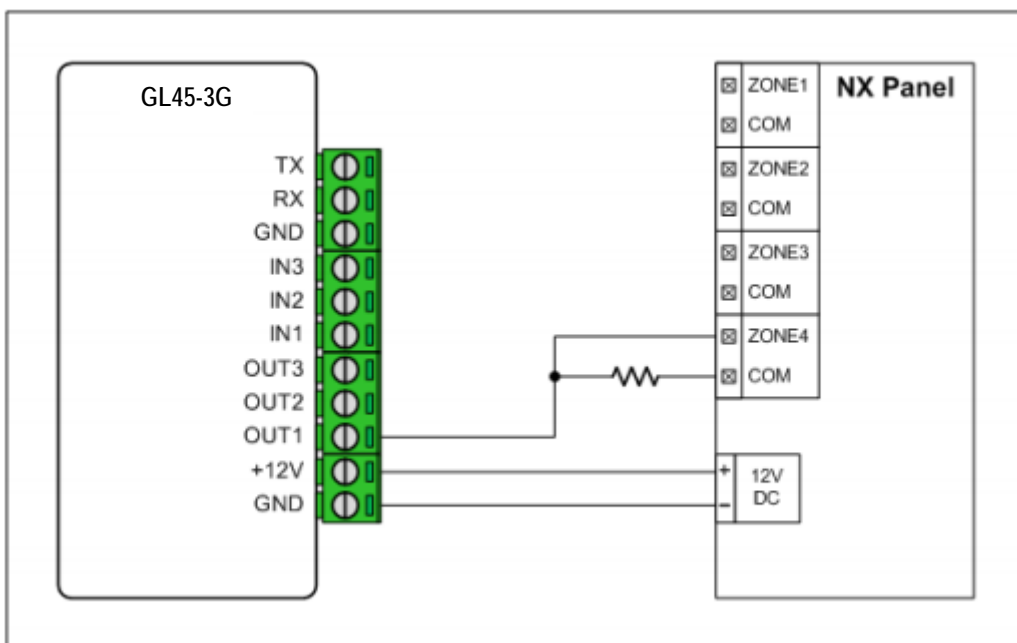 GL45-3G
TX
RX
GND
IN3
IN2
IN1
OUT3
OUT2
OUT1
+12V
GND
NX Panel
ZONE1
COM
ZONE2
COM
ZONE3
COM
ZONE4
COM
+
12V
DC
-